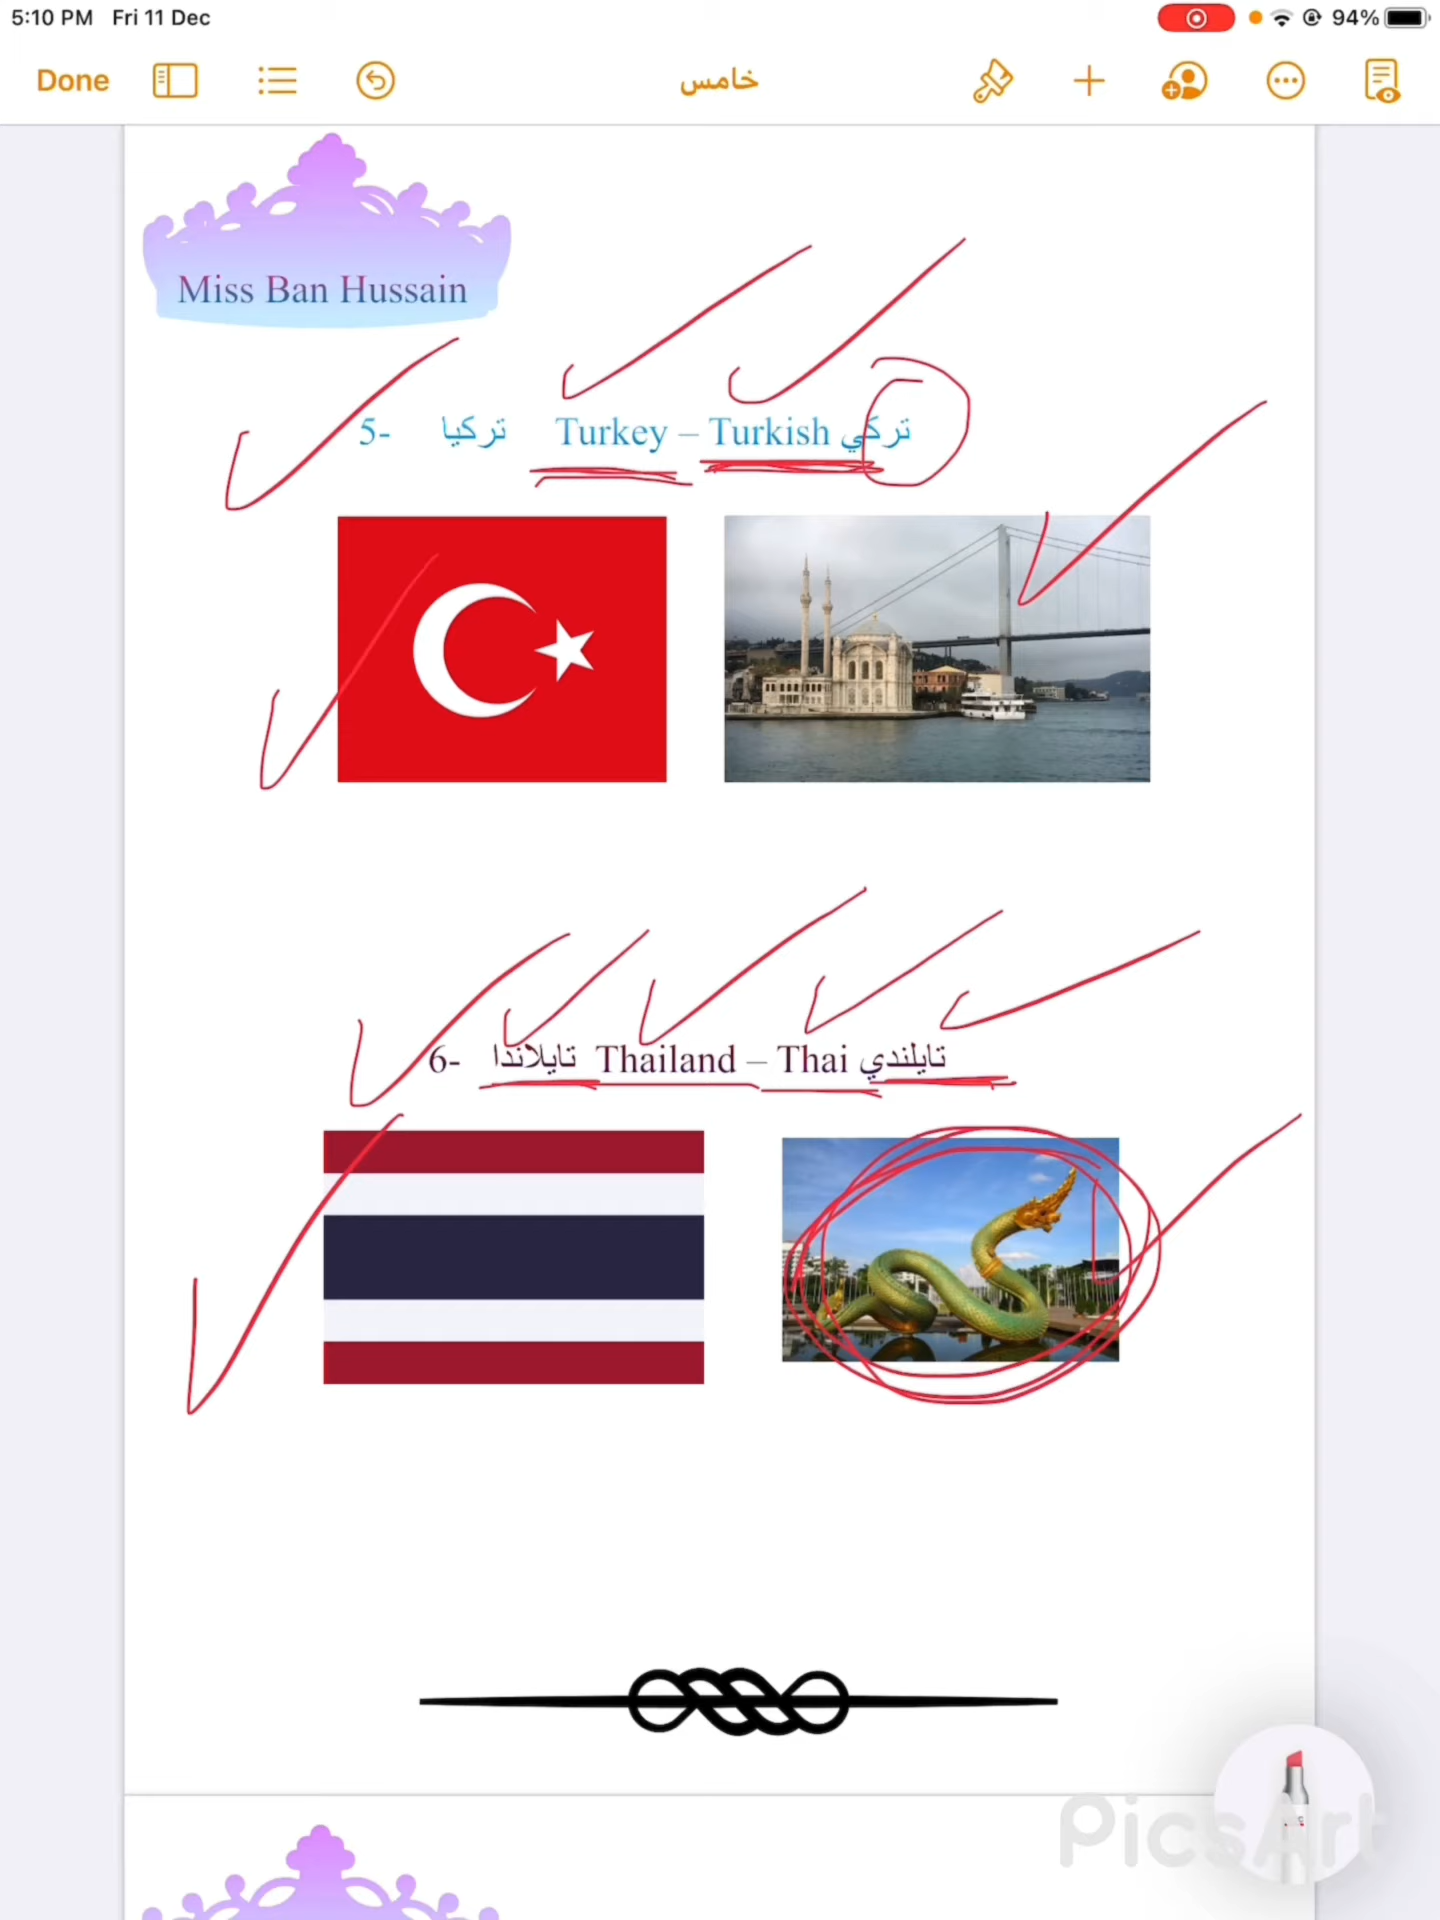 5:10 PM Fri 11 Dec 94%
Done خامس
Miss Ban Hussain
5- تركيا Turkey – Turkish تركي
6- تايلاندا Thailand – Thai تايلندي
PicsArt